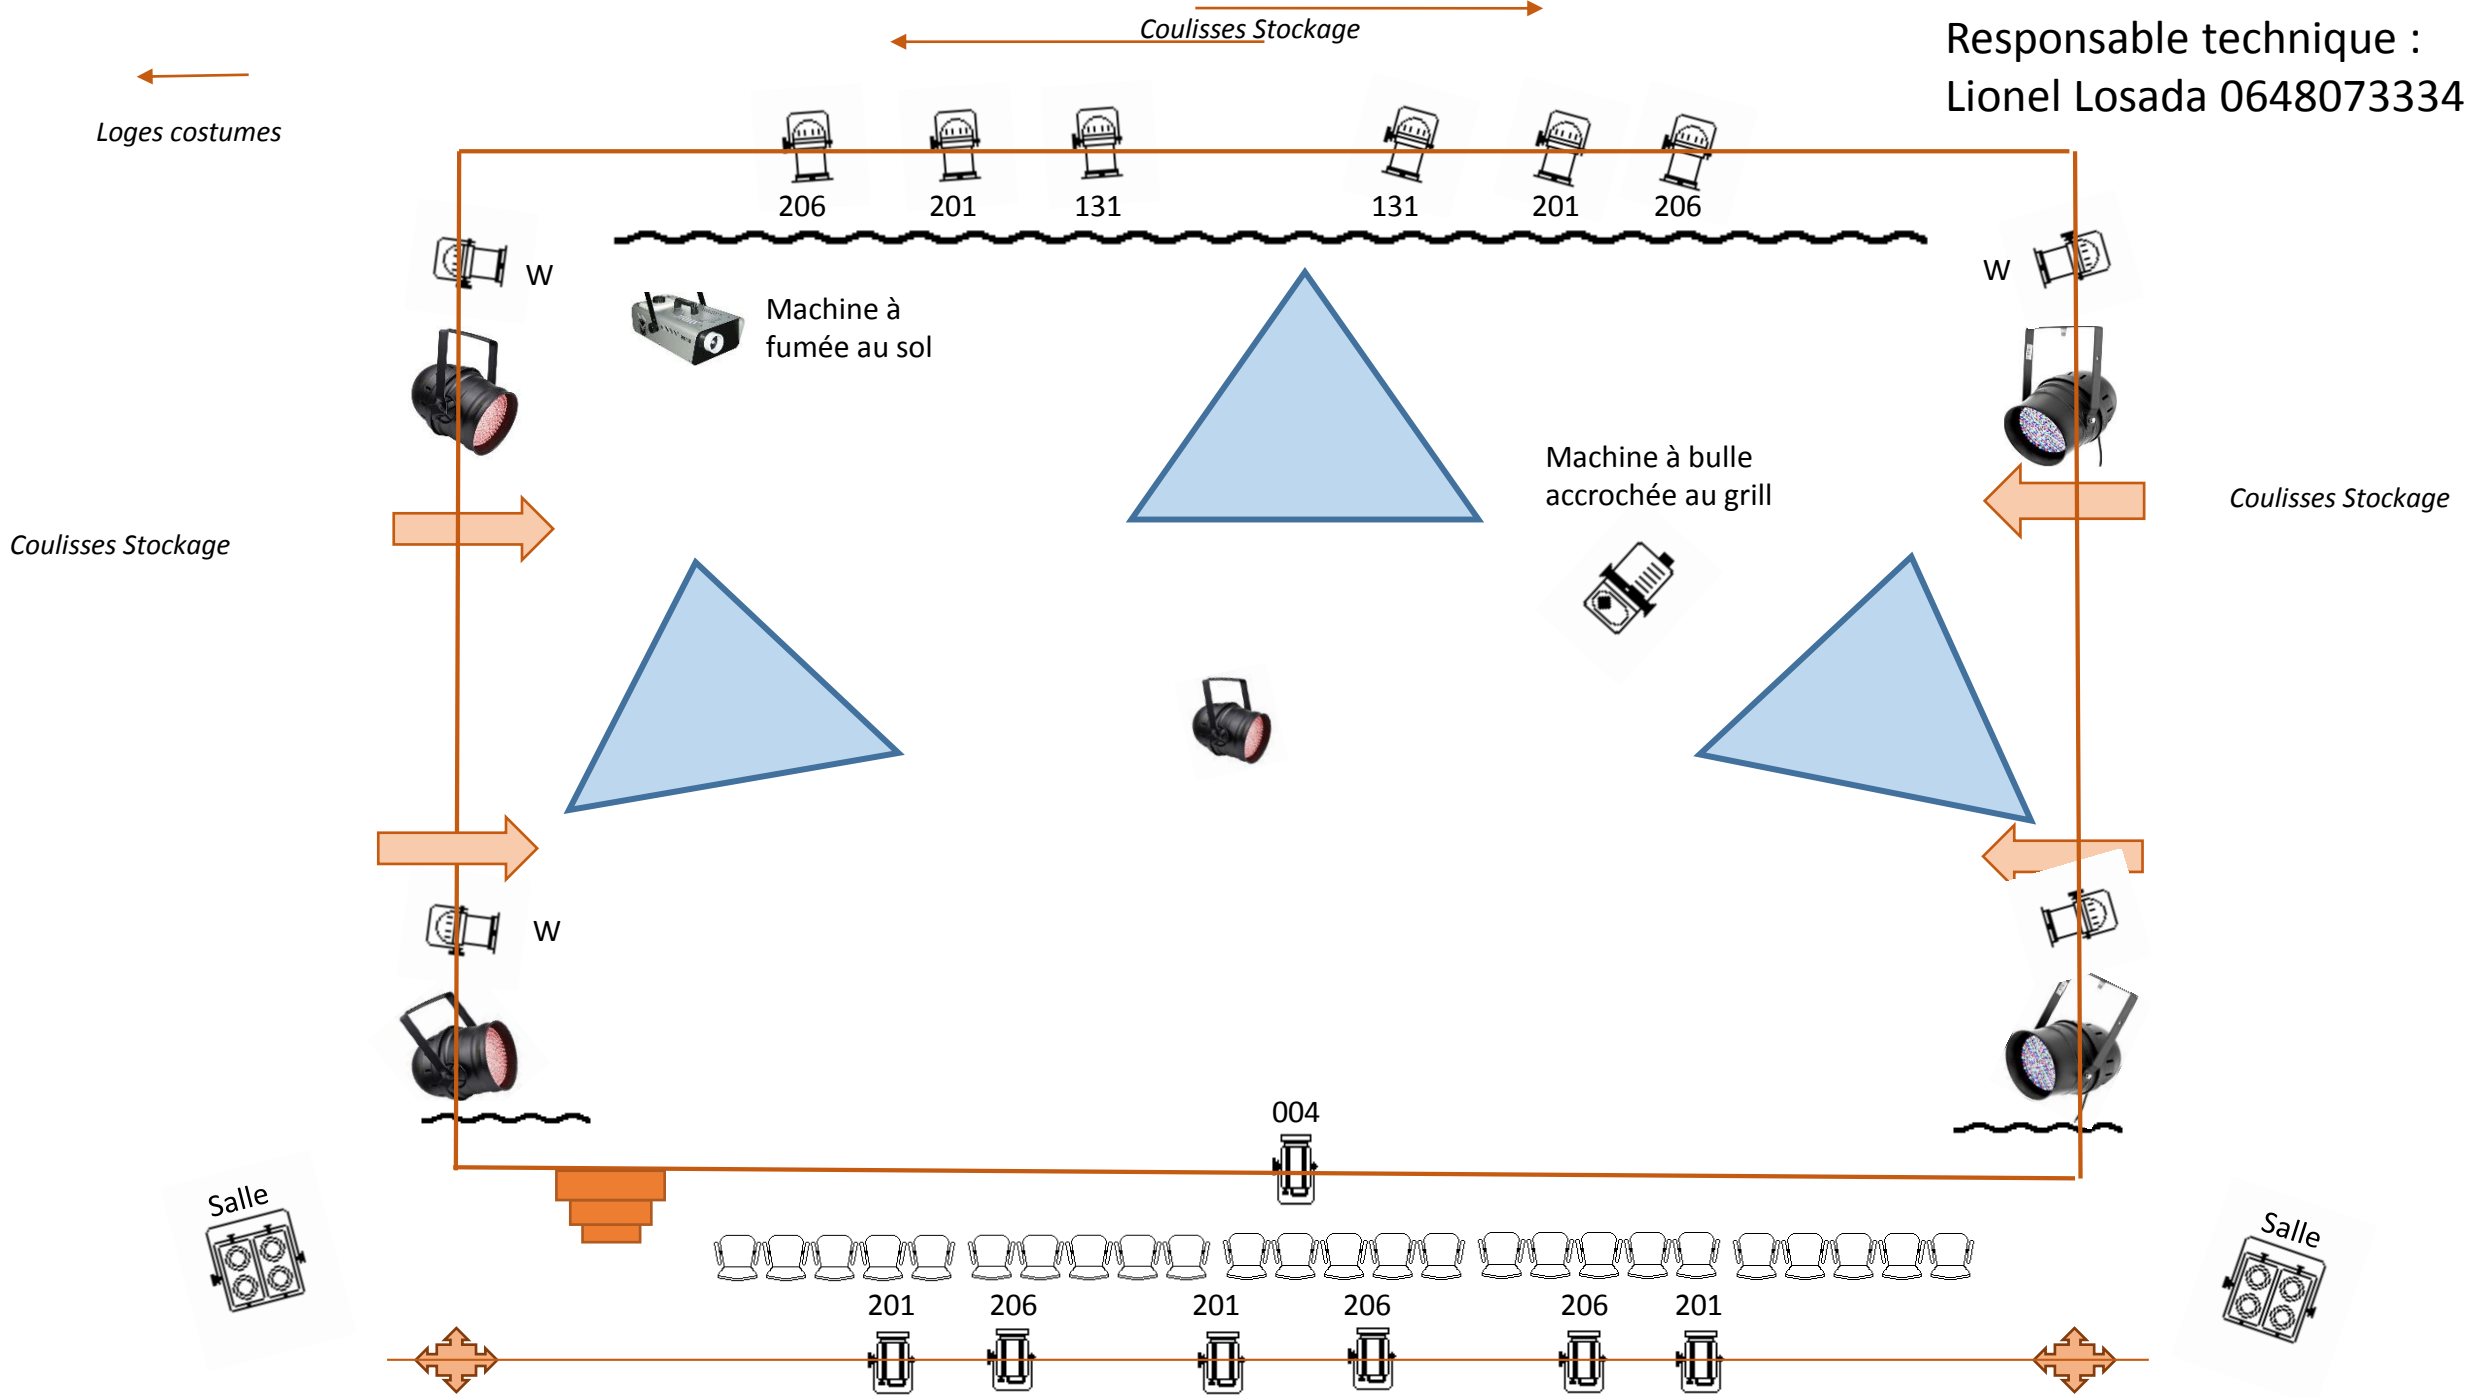 Coulisses Stockage
Responsable technique :
Lionel Losada 0648073334
Loges costumes
206
201
131
131
201
206
W
W
Machine à
fumée au sol
Machine à bulle
accrochée au grill
Coulisses Stockage
Coulisses Stockage
W
004
Salle
Salle
201
206
201
206
206
201